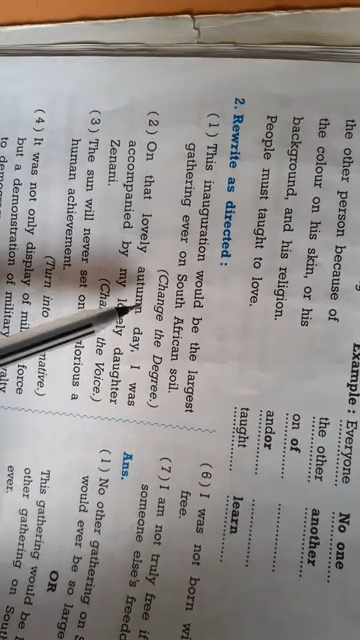 the other person because of
the colour on his skin, or his
background, and his religion.
People must taught to love.
2. Rewrite as directed :
(1) This inauguration would be the largest
gathering ever on South African soil.
(Change the Degree.)
(2) On that lovely autumn day, I was
accompanied by my lovely daughter
Zenani.
the Voice.)
(3) The sun will never set on
a
human achievement.
(Turn into
(4) It was not only display of
force
but a demonstration of military
Example : Everyone No one
the other another
on of
andor
taught learn
(6) I was not born
free.
(7) I am not truly free if
someone else's
Ans.
(1) No other gathering on
would ever be so large
OR
This gathering would be
other gathering on
ever.